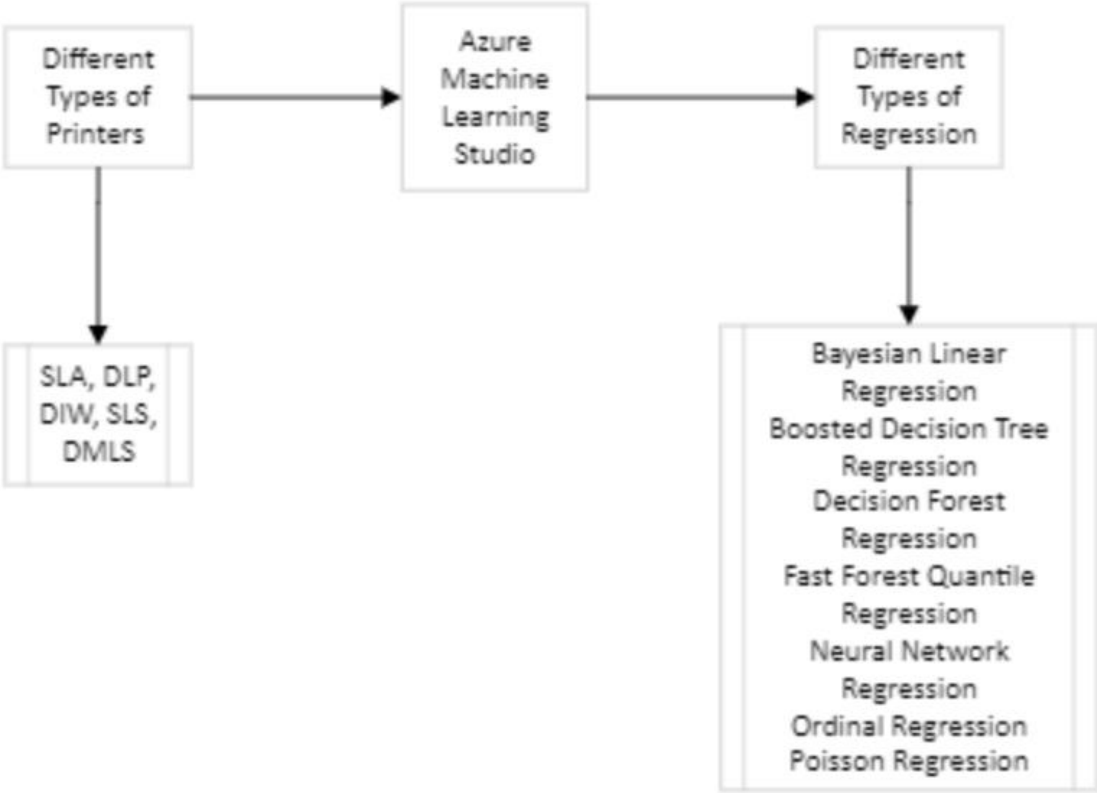 Different
Types of
Printers
Azure
Machine
Learning
Studio
Different
Types of
Regression
SLA, DLP,
DIW, SLS,
DMLS
Bayesian Linear
Regression
Boosted Decision Tree
Regression
Decision Forest
Regression
Fast Forest Quantile
Regression
Neural Network
Regression
Ordinal Regression
Poisson Regression